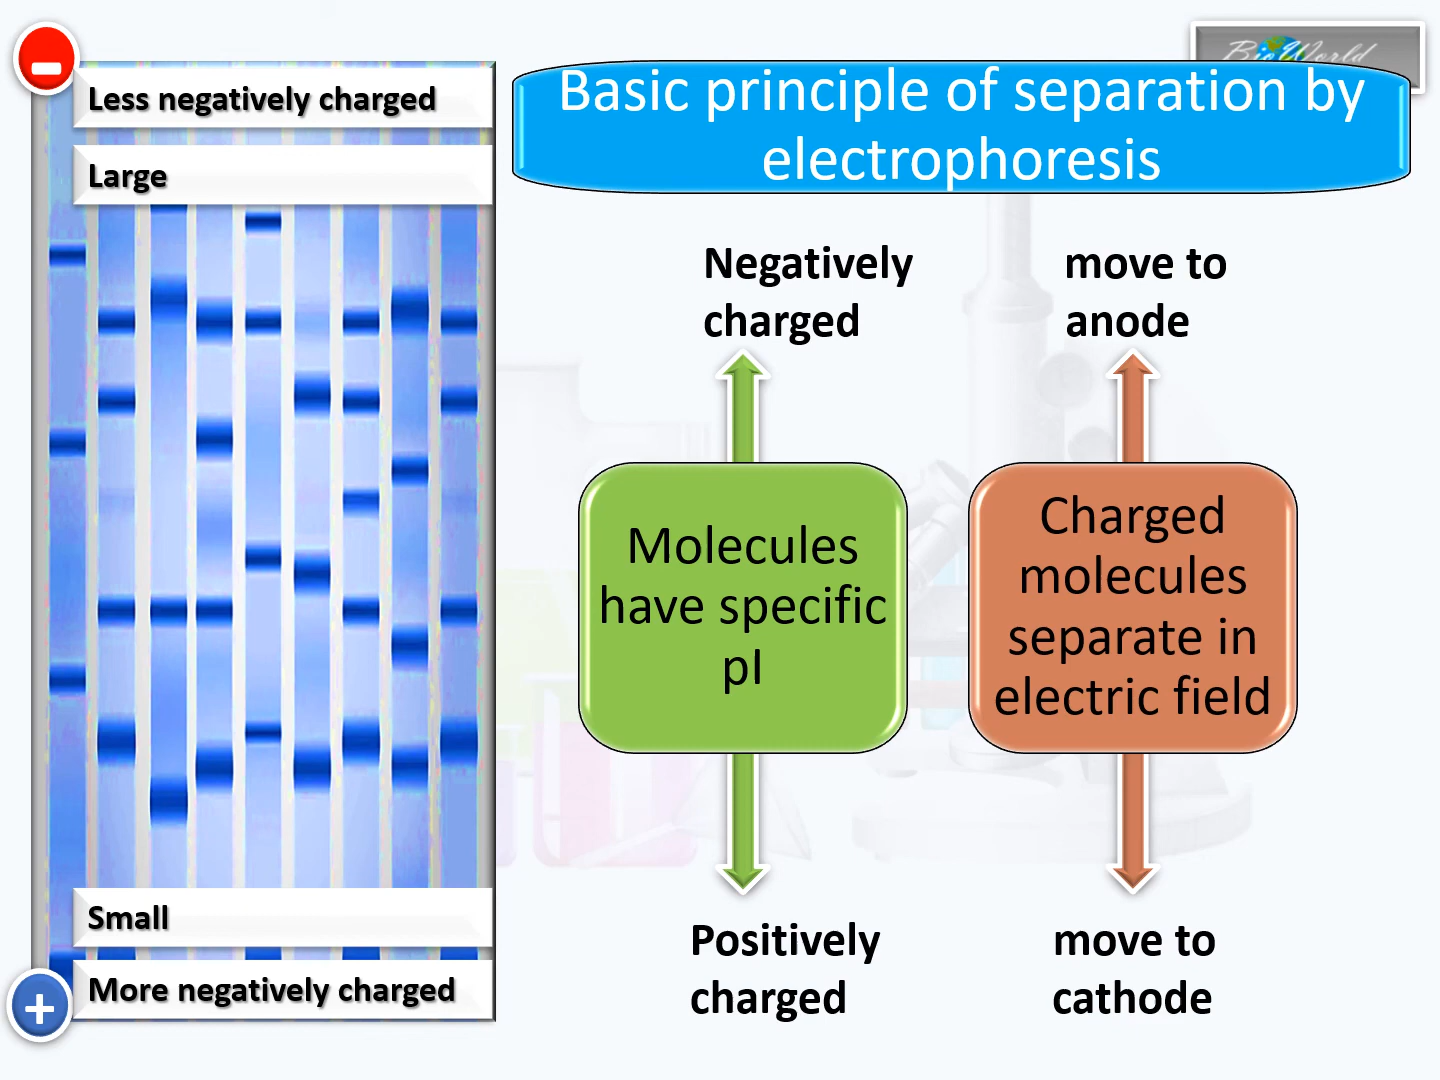 BioWorld
Basic principle of separation by
electrophoresis
Less negatively charged
Large
Small
More negatively charged
Negatively
charged
move to
anode
Molecules
have specific
pI
Charged
molecules
separate in
electric field
Positively
charged
move to
cathode